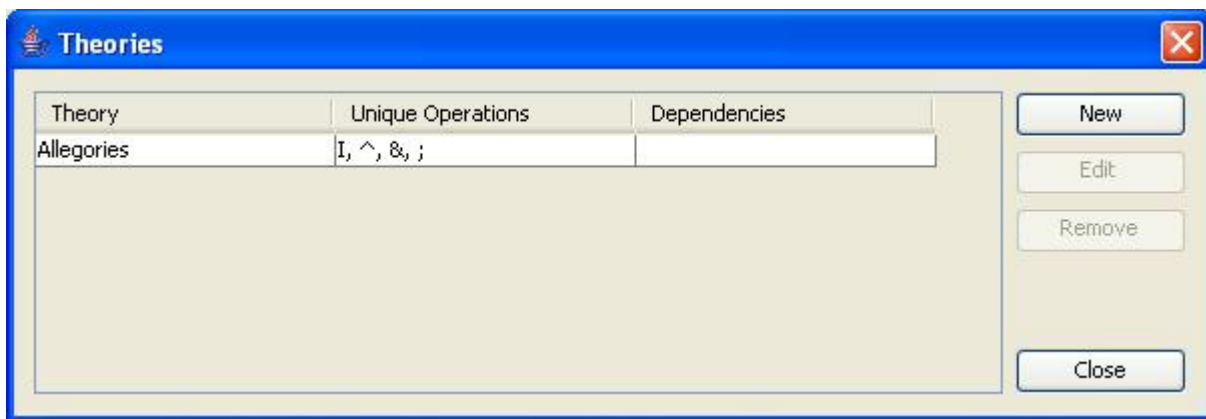 Theories
Theory Unique Operations Dependencies
Allegories I, ^, &, ;
New
Edit
Remove
Close